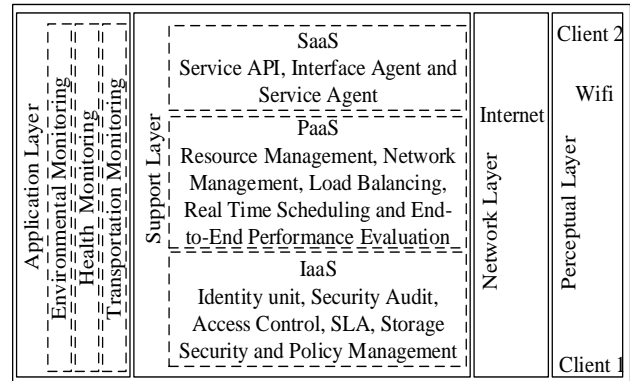 Application Layer
Environmental Monitoring
Health Monitoring
Transportation Monitoring
Support Layer
SaaS
Service API, Interface Agent and
Service Agent
PaaS
Resource Management, Network
Management, Load Balancing,
Real Time Scheduling and End-
to-End Performance Evaluation
IaaS
Identity unit, Security Audit,
Access Control, SLA, Storage
Security and Policy Management
Internet
Network Layer
Client 2
Wifi
Perceptual Layer
Client 1